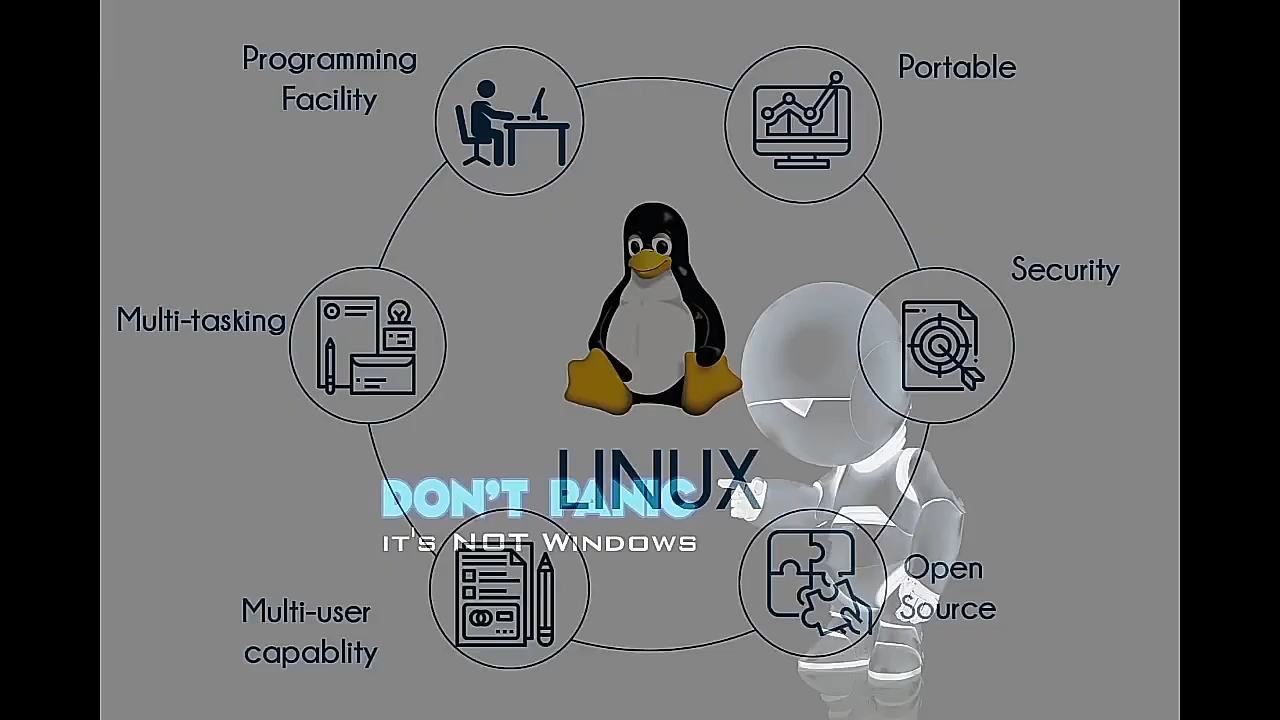 Programming
Facility
Portable
Security
Multi-tasking
LINUX
DON'T PANIC
IT'S NOT WINDOWS
Open
Source
Multi-user
capablity